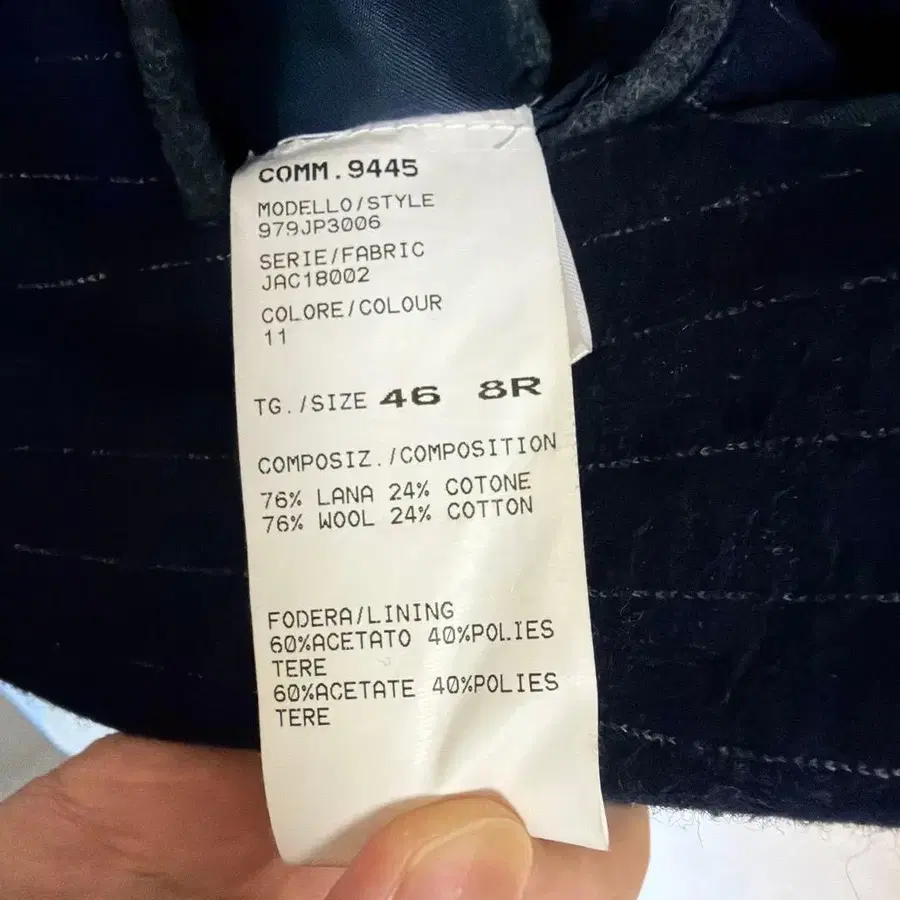 COMM.9445
MODELLO/STYLE
979JP3006
SERIE/FABRIC
JAC18002
COLORE/COLOUR
11
TG./SIZE 46 8R
COMPOSIZ./COMPOSITION
76% LANA 24% COTONE
76% WOOL 24% COTTON
FODERA/LINING
60%ACETATO 40%POLIES
TERE
60%ACETATE 40%POLIES
TERE